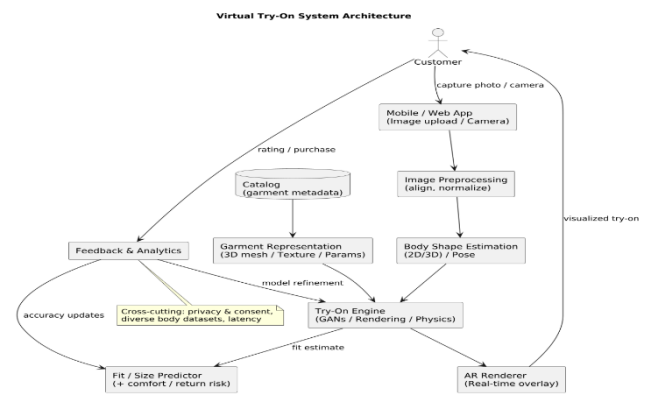 Virtual Try-On System Architecture
Customer
capture photo / camera
Mobile / Web App
(Image upload / Camera)
rating / purchase
Catalog
(garment metadata)
Image Preprocessing
(align, normalize)
visualized try-on
Feedback & Analytics
Garment Representation
(3D mesh / Texture / Params)
Body Shape Estimation
(2D/3D) / Pose
model refinement
accuracy updates
Cross-cutting: privacy & consent,
diverse body datasets, latency
Try-On Engine
(GANs / Rendering / Physics)
fit estimate
Fit / Size Predictor
(+ comfort / return risk)
AR Renderer
(Real-time overlay)